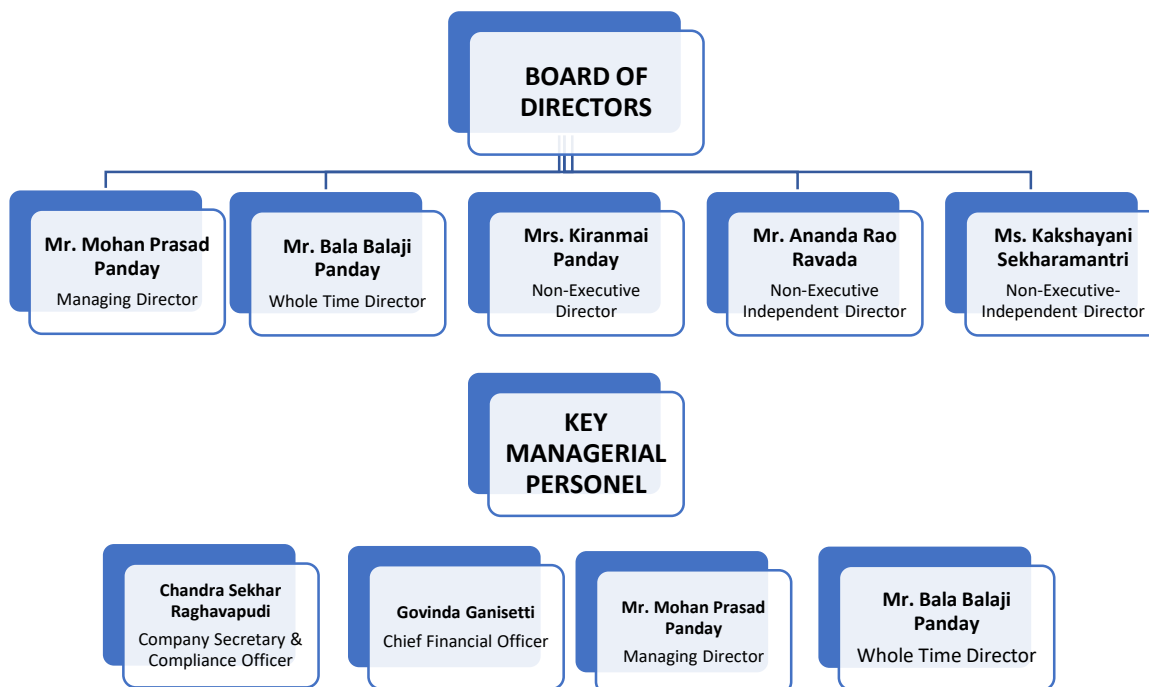 BOARD OF
DIRECTORS
Mr. Mohan Prasad
Panday
Managing Director
Mr. Bala Balaji
Panday
Whole Time Director
Mrs. Kiranmai
Panday
Non-Executive
Director
Mr. Ananda Rao
Ravada
Non-Executive
Independent Director
Ms. Kakshayani
Sekharamantri
Non-Executive-
Independent Director
KEY
MANAGERIAL
PERSONEL
Chandra Sekhar
Raghavapudi
Company Secretary &
Compliance Officer
Govinda Ganisetti
Chief Financial Officer
Mr. Mohan Prasad
Panday
Managing Director
Mr. Bala Balaji
Panday
Whole Time Director